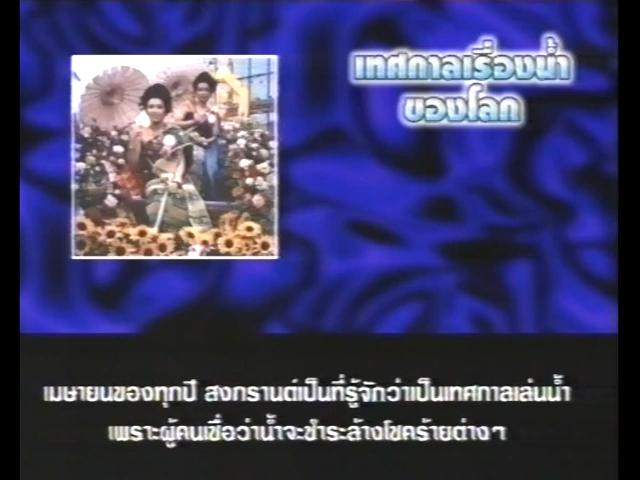 เทศกาลเรื่องน้ำ
ของโลก
เมษายนของทุกปี สงกรานต์เป็นที่รู้จักว่าเป็นเทศกาลเล่นน้ำ
เพราะผู้คนเชื่อว่าน้ำจะชำระล้างโชคร้ายต่างๆ